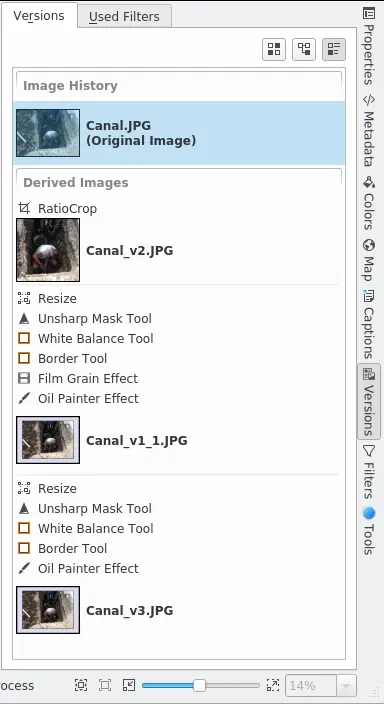 Versions
Used Filters
Image History
Canal.JPG
(Original Image)
Derived Images
RatioCrop
Canal_v2.JPG
Resize
Unsharp Mask Tool
White Balance Tool
Border Tool
Film Grain Effect
Oil Painter Effect
Canal_v1_1.JPG
Resize
Unsharp Mask Tool
White Balance Tool
Border Tool
Oil Painter Effect
Canal_v3.JPG
Properties
Metadata
Colors
Map
Captions
Versions
Filters
Tools
ocess
14%